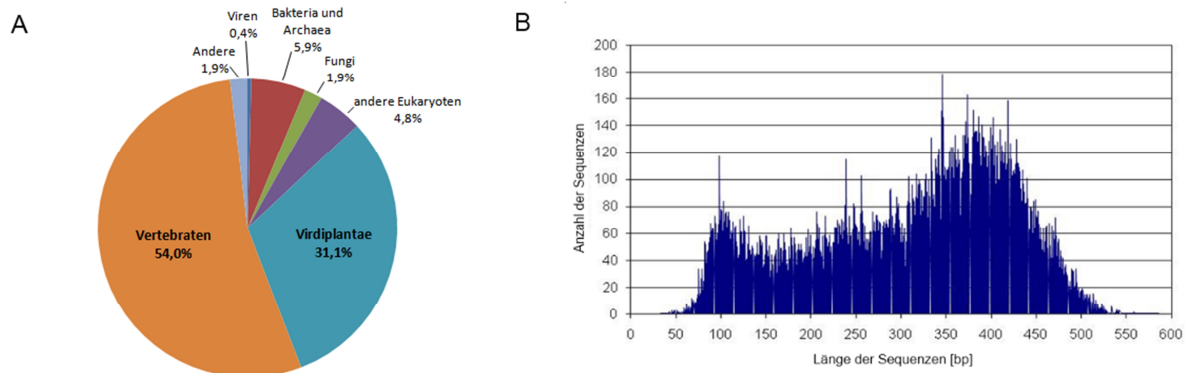 A
Viren
0,4%
Bakteria und
Archaea
5,9%
Andere
1,9%
Fungi
1,9%
andere Eukaryoten
4,8%
Vertebraten
54,0%
Virdiplantae
31,1%
B
200
180
160
140
120
100
80
60
40
20
0
Anzahl der Sequenzen
0
50
100
150
200
250
300
350
400
450
500
550
600
Länge der Sequenzen [bp]